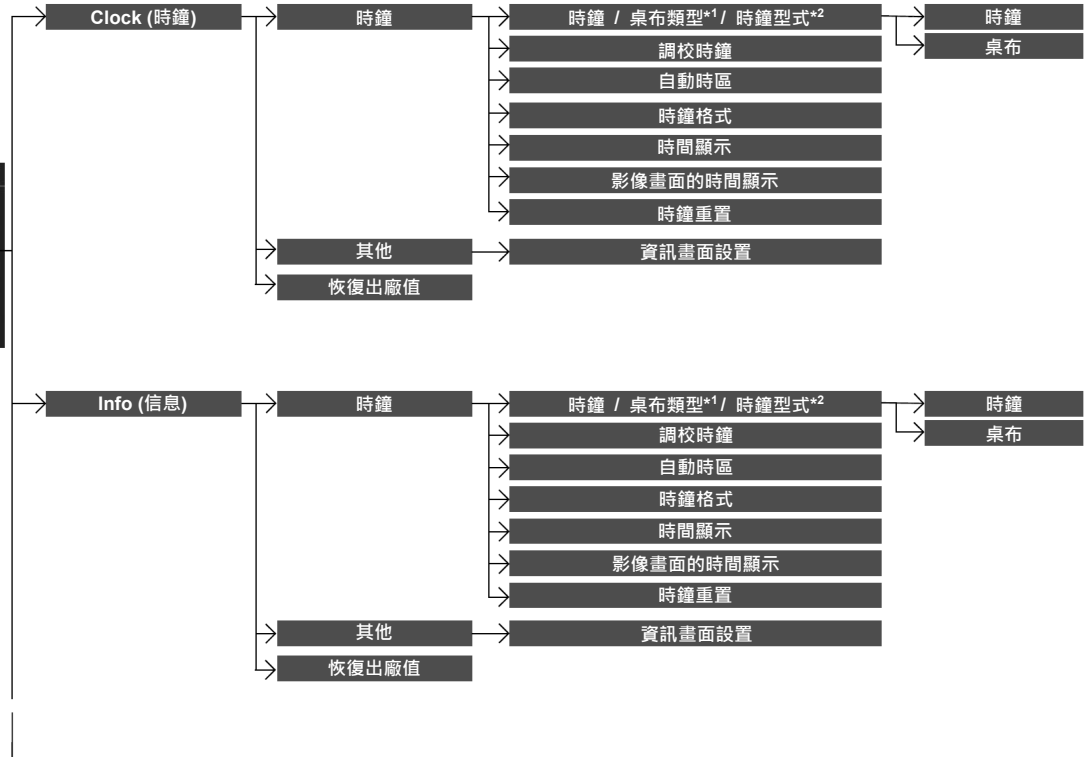 Clock (時鐘)
時鐘
時鐘 / 桌布類型*1 / 時鐘型式*2
時鐘
桌布
調校時鐘
自動時區
時鐘格式
時間顯示
影像畫面的時間顯示
時鐘重置
其他
資訊畫面設置
恢復出廠值
Info (信息)
時鐘
時鐘 / 桌布類型*1 / 時鐘型式*2
時鐘
桌布
調校時鐘
自動時區
時鐘格式
時間顯示
影像畫面的時間顯示
時鐘重置
其他
資訊畫面設置
恢復出廠值